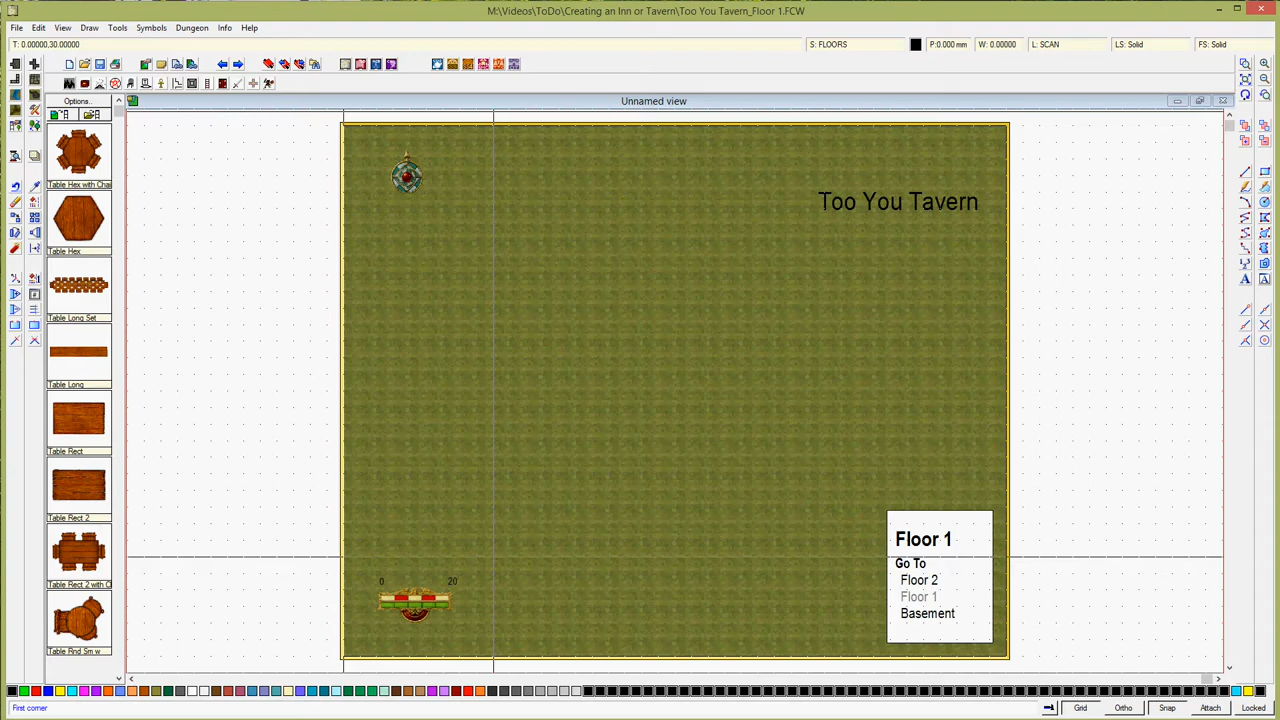 M:\Videos\ToDo\Creating an Inn or Tavern\Too You Tavern_Floor 1.FCW
File Edit View Draw Tools Symbols Dungeon Info Help
T: 0.00000,30.00000
S: FLOORS
P:0.000 mm
W: 0.00000
L: SCAN
LS: Solid
FS: Solid
Options..
Unnamed view
Table Hex with Chai
Table Hex
Table Long Set
Table Long
Table Rect
Table Rect 2
Table Rect 2 with C
Table Rnd Sm w
Too You Tavern
0 20
Floor 1
Go To
Floor 2
Floor 1
Basement
First corner
Grid Ortho Snap Attach Locked